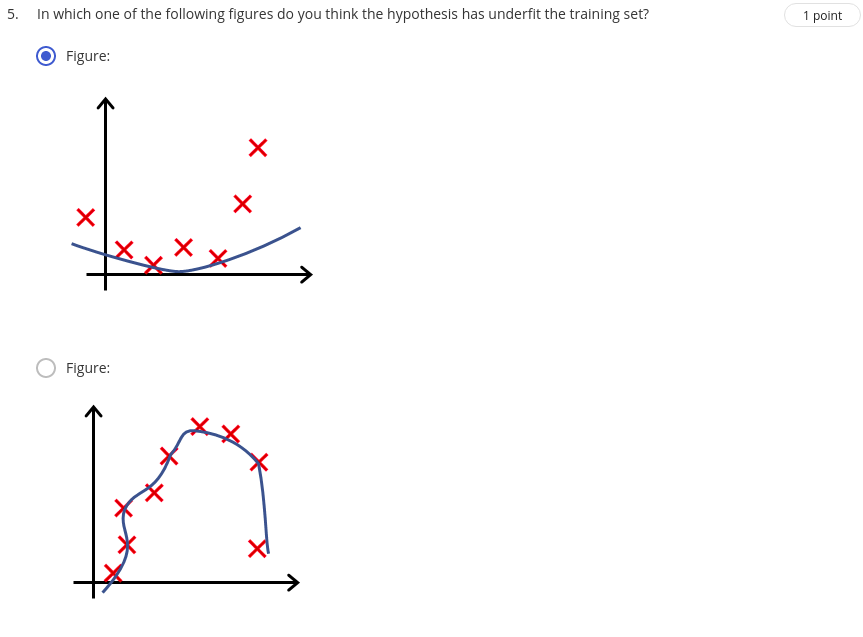 5. In which one of the following figures do you think the hypothesis has underfit the training set?
1 point
Figure:
Figure: